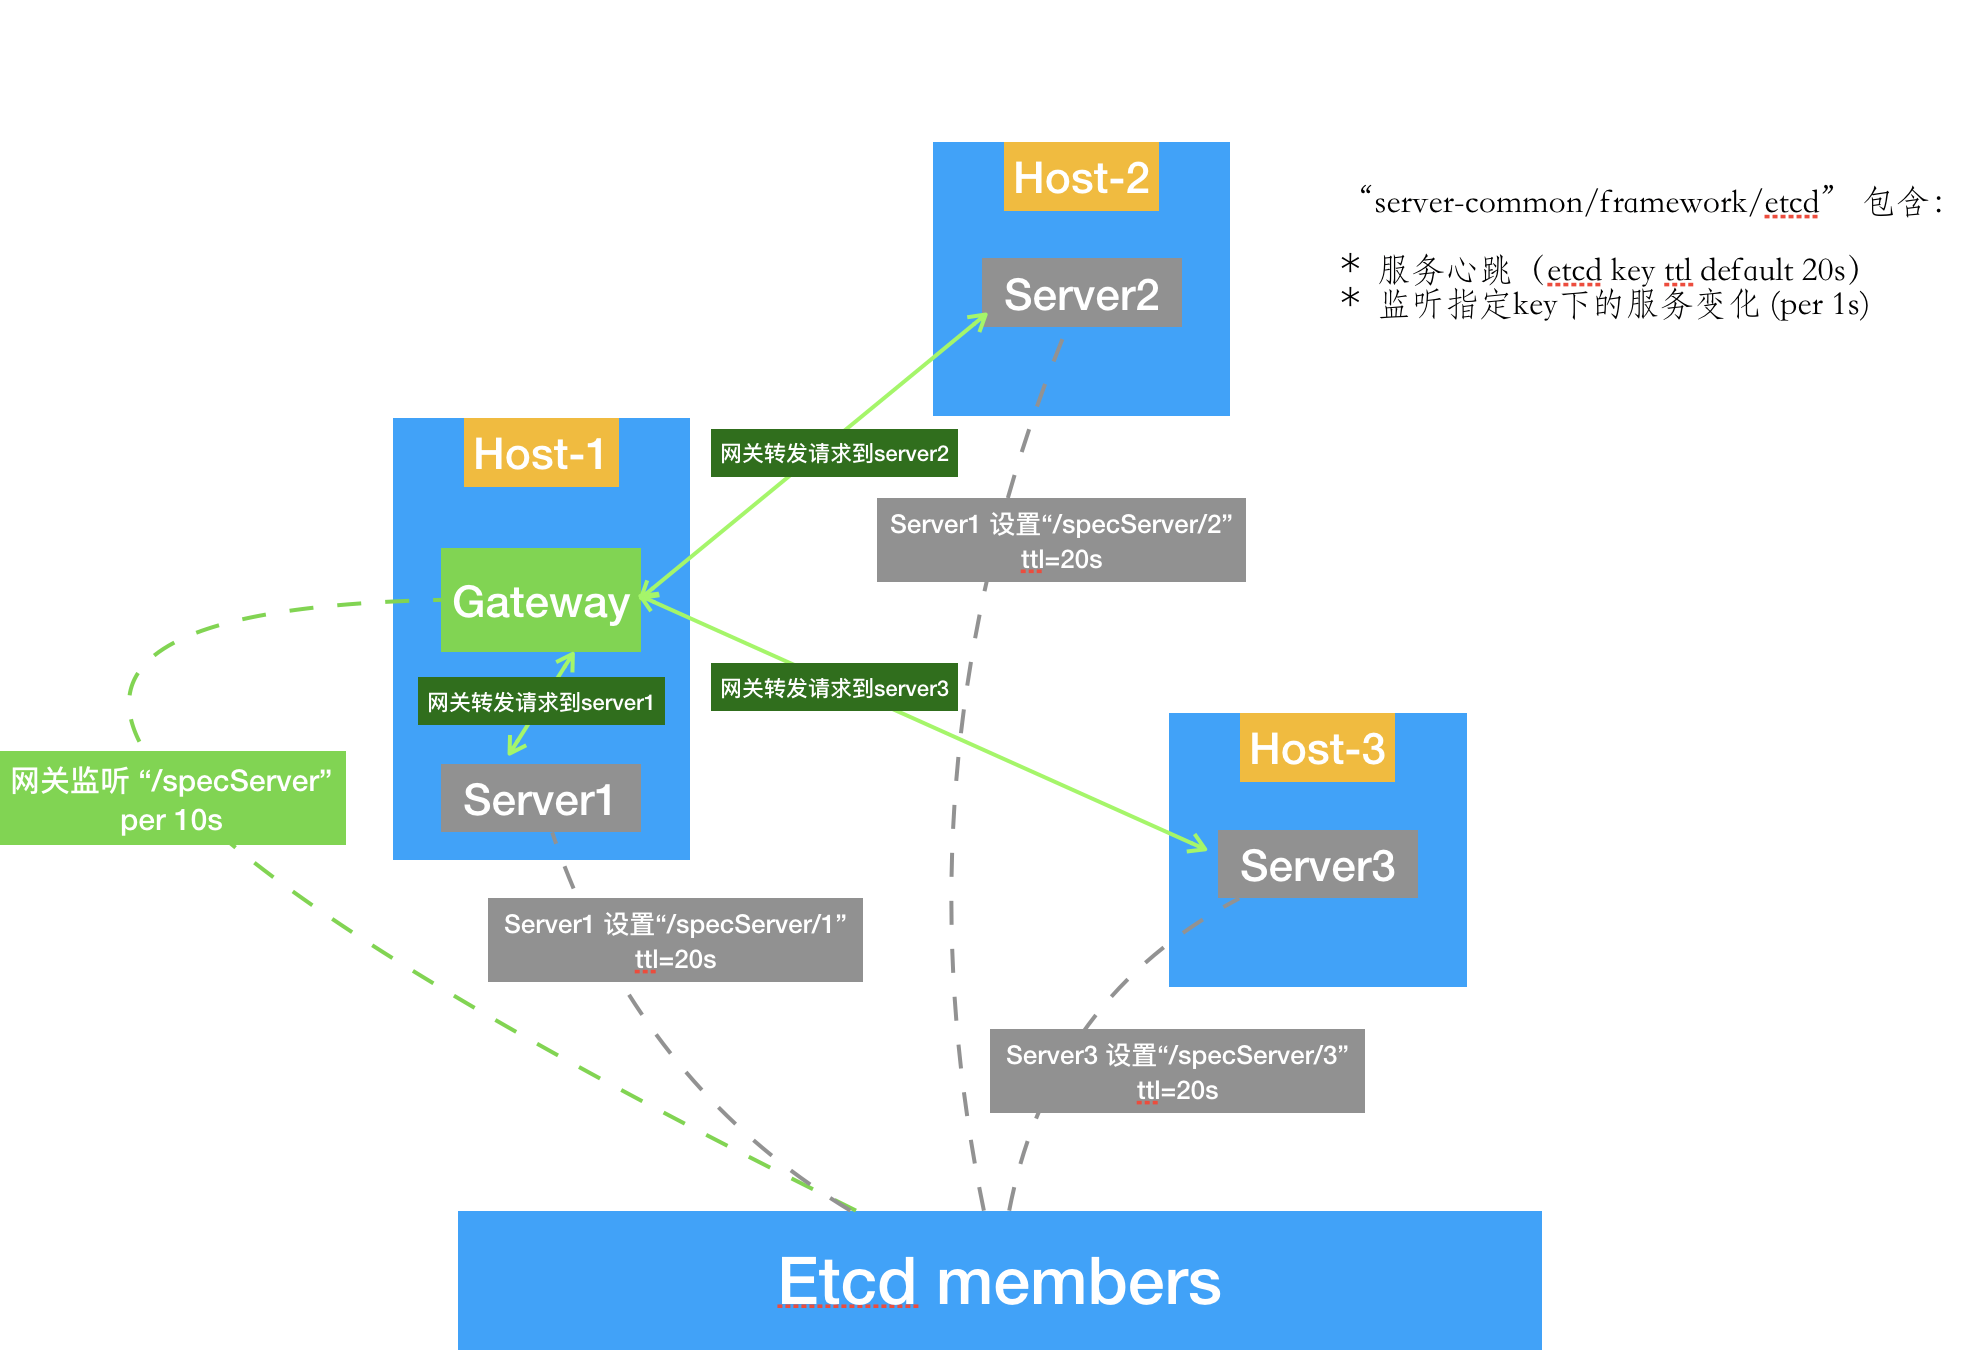 Host-2
“server-common/framework/etcd” 包含：
* 服务心跳（etcd key ttl default 20s）
* 监听指定key下的服务变化 (per 1s)
Server2
Host-1
网关转发请求到server2
Server1 设置“/specServer/2”
ttl=20s
Gateway
网关转发请求到server1
网关转发请求到server3
Host-3
网关监听 “/specServer”
per 10s
Server1
Server3
Server1 设置“/specServer/1”
ttl=20s
Server3 设置“/specServer/3”
ttl=20s
Etcd members